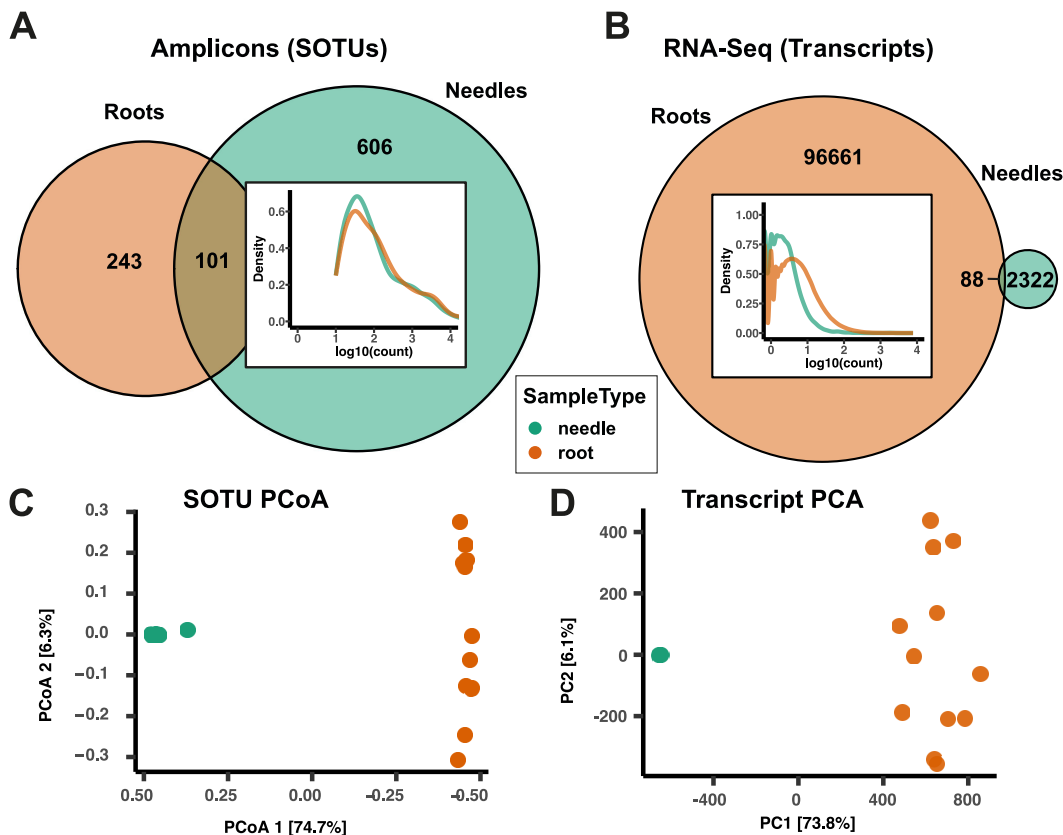 A
Amplicons (SOTUs)
Roots
Needles
606
243
101
Density
0.6
0.4
0.2
0.0
0
1
2
3
4
log10(count)
B
RNA-Seq (Transcripts)
Roots
96661
Needles
88
2322
Density
1.00
0.75
0.50
0.25
0.00
0
1
2
3
4
log10(count)
SampleType
needle
root
C
SOTU PCoA
PCoA 2 [6.3%]
0.3
0.2
0.1
0.0
-0.1
-0.2
-0.3
0.50
0.25
0.00
-0.25
-0.50
PCoA 1 [74.7%]
D
Transcript PCA
PC2 [6.1%]
400
200
0
-200
-400
0
400
800
PC1 [73.8%]